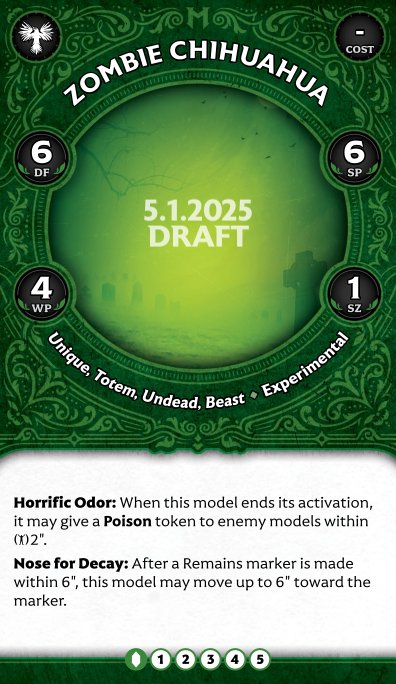 M
-
COST
ZOMBIE CHIHUAHUA
6
DF
6
SP
5.1.2025
DRAFT
4
WP
1
SZ
Unique, Totem, Undead, Beast ◆ Experimental
Horrific Odor: When this model ends its activation,
it may give a Poison token to enemy models within
2".
Nose for Decay: After a Remains marker is made
within 6", this model may move up to 6" toward the
marker.
1 2 3 4 5